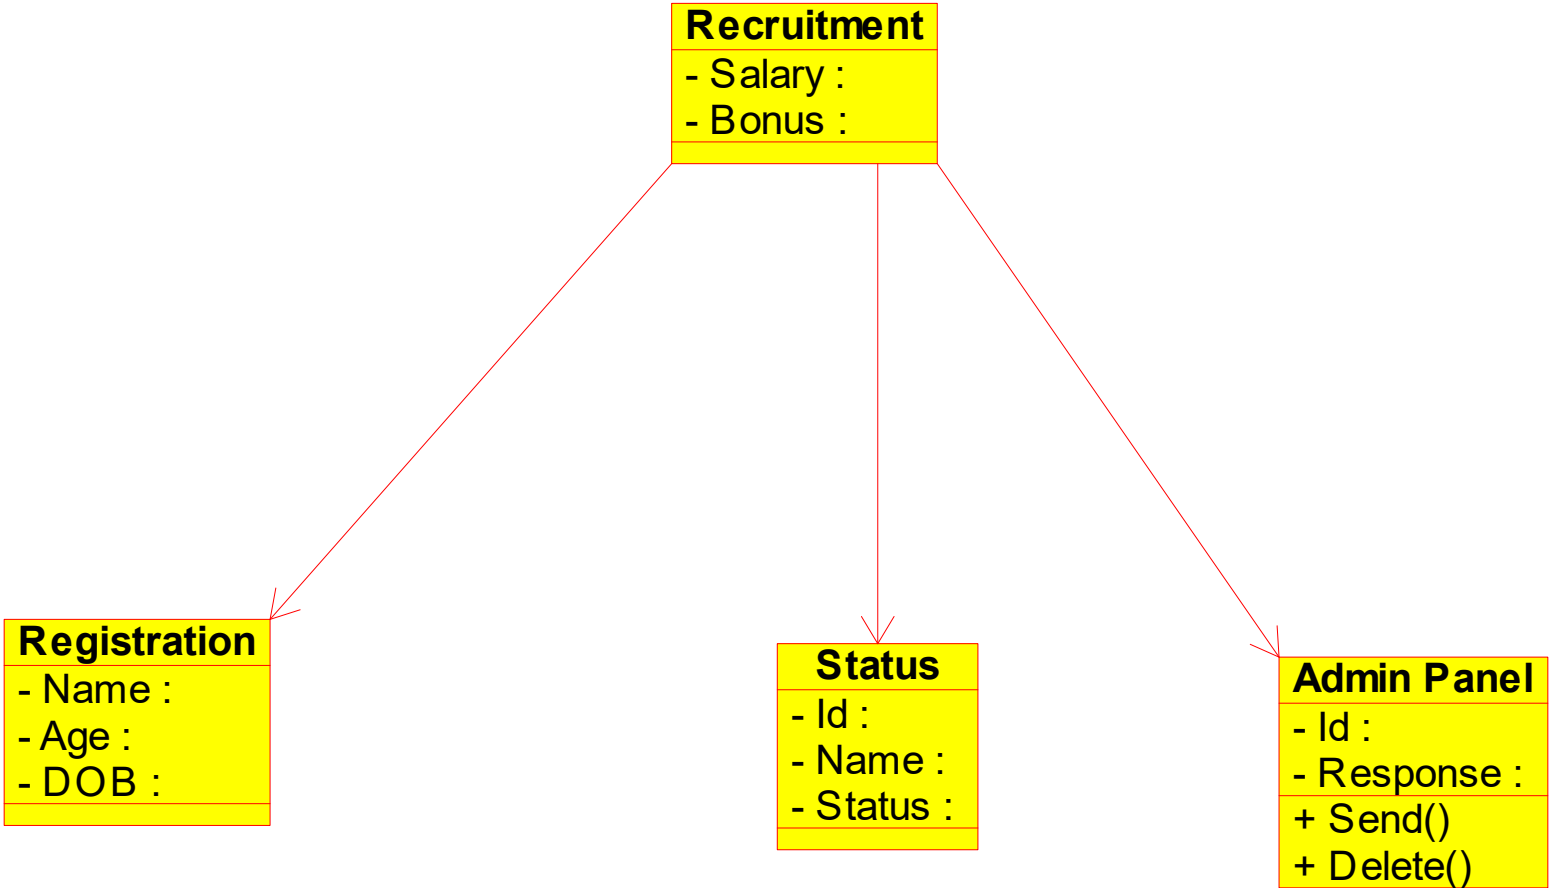 Recruitment
- Salary :
- Bonus :
Registration
- Name :
- Age :
- DOB :
Status
- Id :
- Name :
- Status :
Admin Panel
- Id :
- Response :
+ Send()
+ Delete()